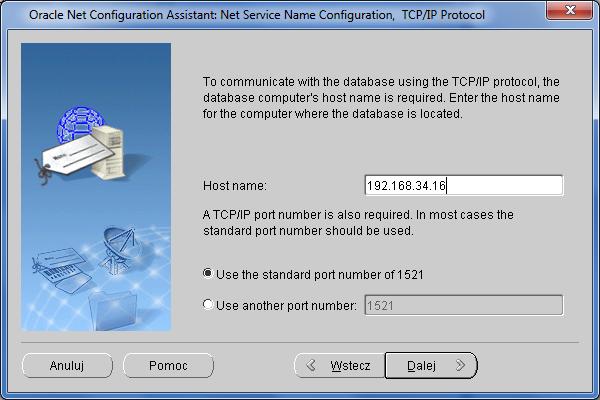 Oracle Net Configuration Assistant: Net Service Name Configuration, TCP/IP Protocol
To communicate with the database using the TCP/IP protocol, the
database computer's host name is required. Enter the host name
for the computer where the database is located.
Host name: 192.168.34.16
A TCP/IP port number is also required. In most cases the
standard port number should be used.
Use the standard port number of 1521
Use another port number: 1521
Anuluj Pomoc Wstecz Dalej